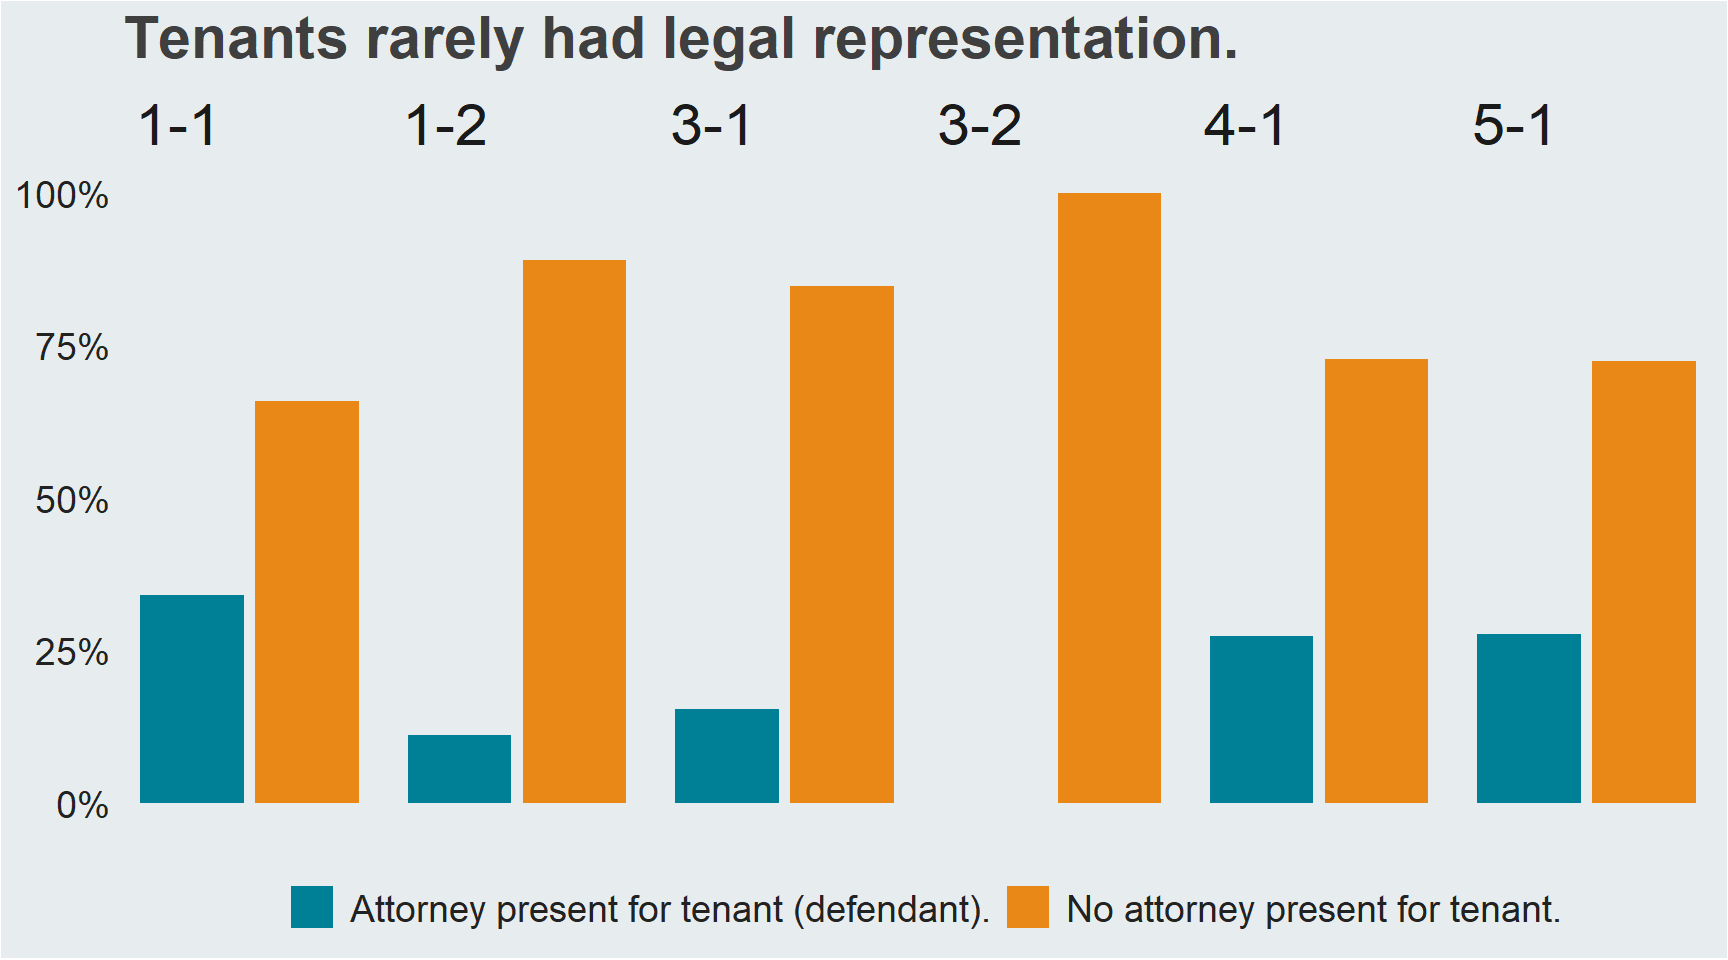 Tenants rarely had legal representation.
1-1 1-2 3-1 3-2 4-1 5-1
100%
75%
50%
25%
0%
Attorney present for tenant (defendant). No attorney present for tenant.